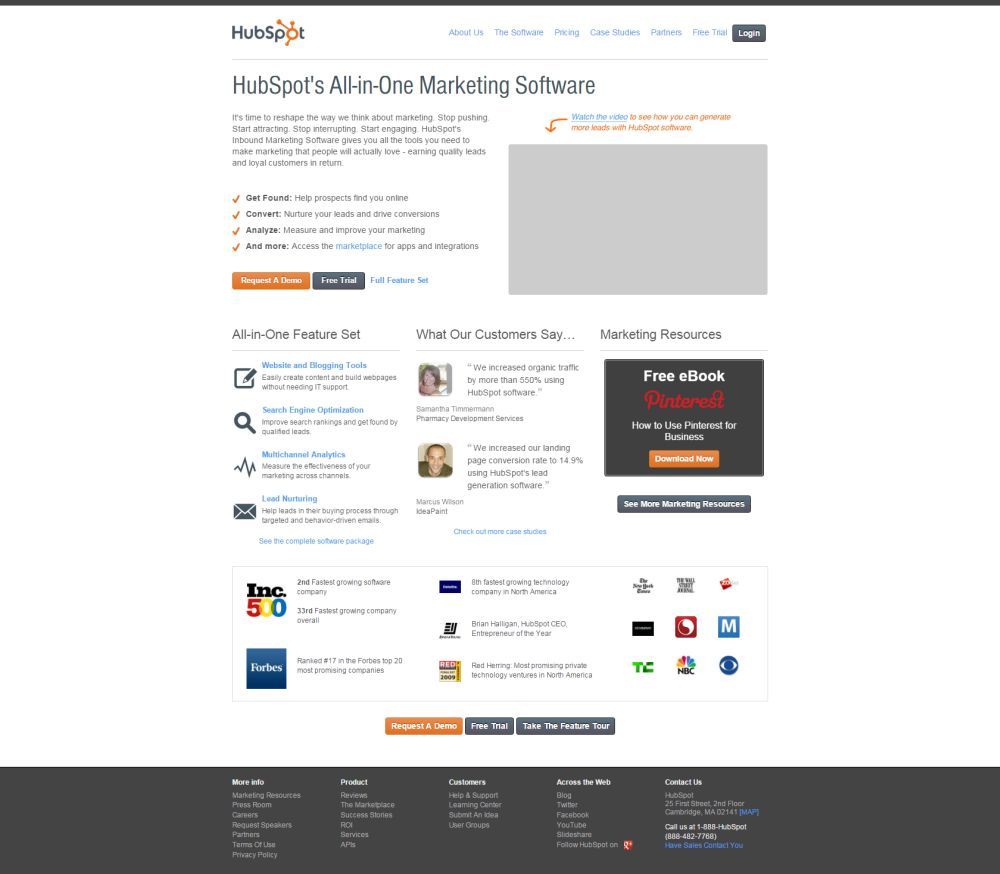 HubSpot
About Us The Software Pricing Case Studies Partners Free Trial Login
HubSpot's All-in-One Marketing Software
It's time to reshape the way we think about marketing. Stop pushing.
Start attracting. Stop interrupting. Start engaging. HubSpot's
Inbound Marketing Software gives you all the tools you need to
make marketing that people will actually love - earning quality leads
and loyal customers in return.
Watch the video to see how you can generate
more leads with HubSpot software.
Get Found: Help prospects find you online
Convert: Nurture your leads and drive conversions
Analyze: Measure and improve your marketing
And more: Access the marketplace for apps and integrations
Request A Demo Free Trial Full Feature Set
All-in-One Feature Set
Website and Blogging Tools
Easily create content and build webpages
without needing IT support.
Search Engine Optimization
Improve search rankings and get found by
qualified leads.
Multichannel Analytics
Measure the effectiveness of your
marketing across channels.
Lead Nurturing
Help leads in their buying process through
targeted and behavior-driven emails.
See the complete software package
What Our Customers Say…
“We increased organic traffic
by more than 550% using
HubSpot software.”
Samantha Timmermann
Pharmacy Development Services
“We increased our landing
page conversion rate to 14.9%
using HubSpot's lead
generation software.”
Marcus Wilson
IdeaPaint
Check out more case studies
Marketing Resources
Free eBook
Pinterest
How to Use Pinterest for
Business
Download Now
See More Marketing Resources
Inc.
500
2nd Fastest growing software
company
33rd Fastest growing company
overall
Forbes
Ranked #17 in the Forbes top 20
most promising companies
Deloitte
8th fastest growing technology
company in North America
Brian Halligan, HubSpot CEO,
Entrepreneur of the Year
RED
2009
Red Herring: Most promising private
technology ventures in North America
The
New York
Times
THE WALL
STREET
JOURNAL
M
TC
NBC
Request A Demo Free Trial Take The Feature Tour
More info
Marketing Resources
Press Room
Careers
Request Speakers
Partners
Terms Of Use
Privacy Policy
Product
Reviews
The Marketplace
Success Stories
ROI
Services
APIs
Customers
Help & Support
Learning Center
Submit An Idea
User Groups
Across the Web
Blog
Twitter
Facebook
YouTube
Slideshare
Follow HubSpot on
Contact Us
HubSpot
25 First Street, 2nd Floor
Cambridge, MA 02141 [MAP]
Call us at 1-888-HubSpot
(888-482-7768)
Have Sales Contact You